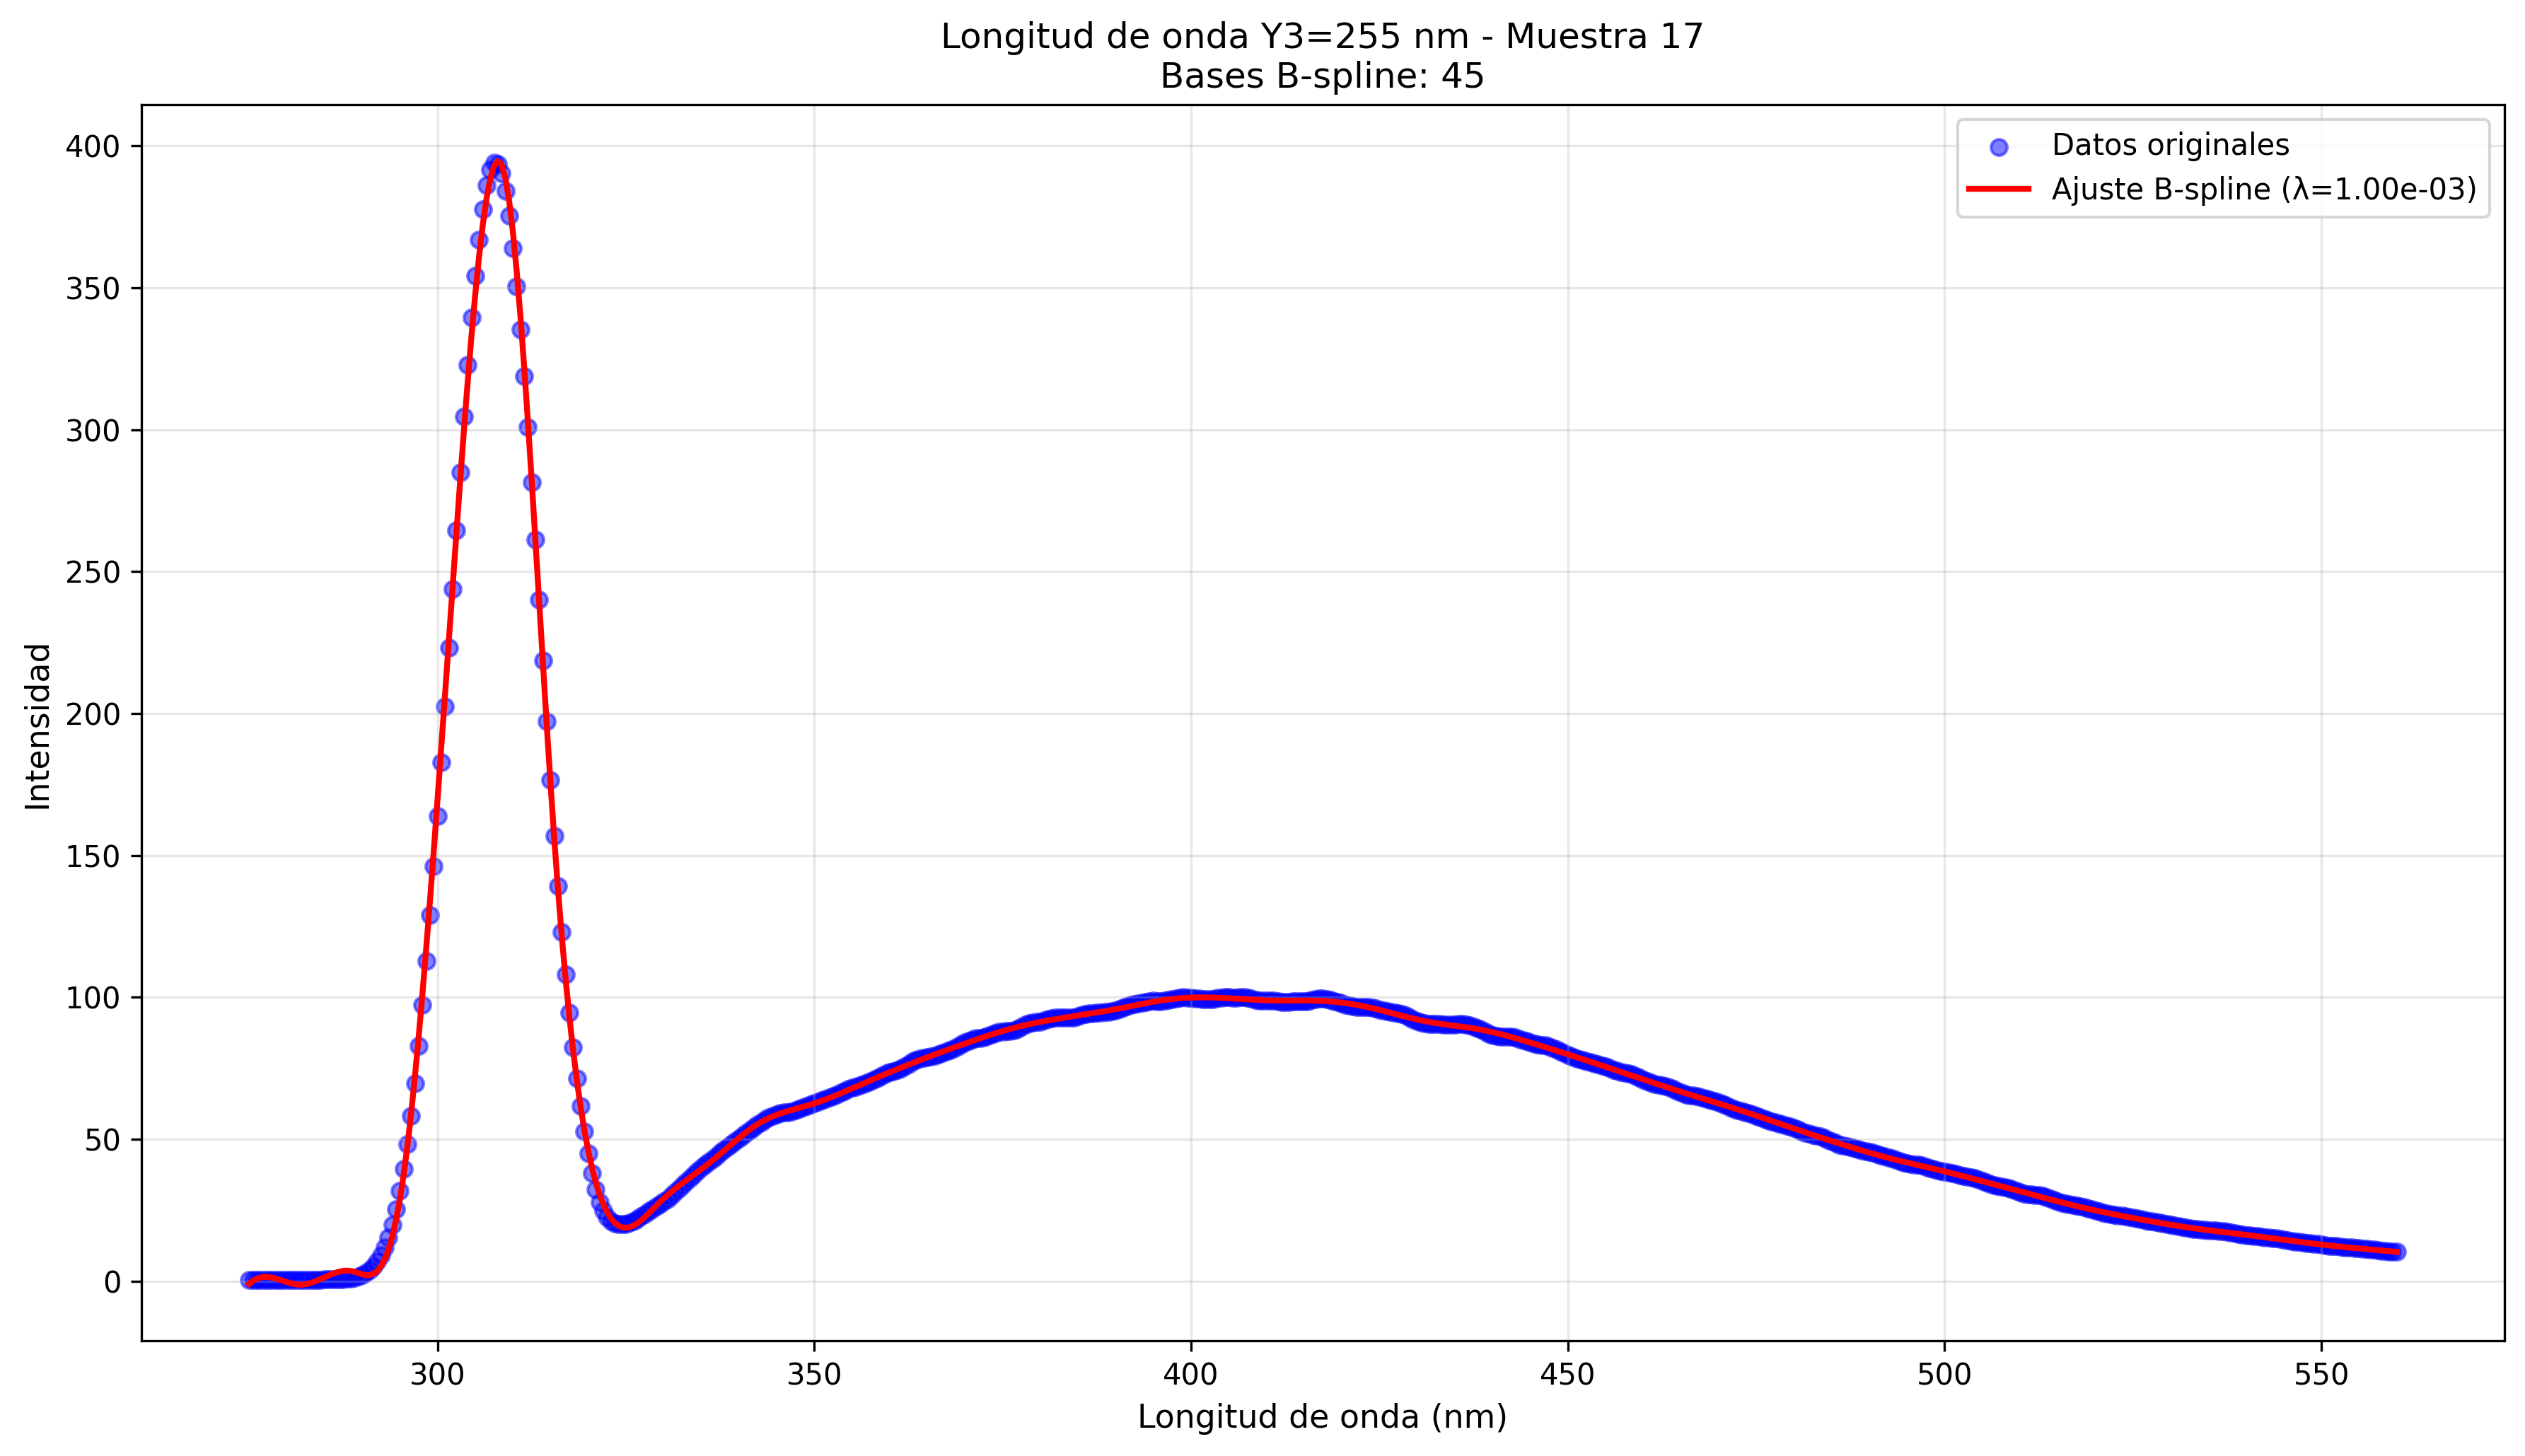 Longitud de onda Y3=255 nm - Muestra 17
Bases B-spline: 45
Datos originales
Ajuste B-spline (λ=1.00e-03)
Intensidad
400
350
300
250
200
150
100
50
0
300 350 400 450 500 550
Longitud de onda (nm)